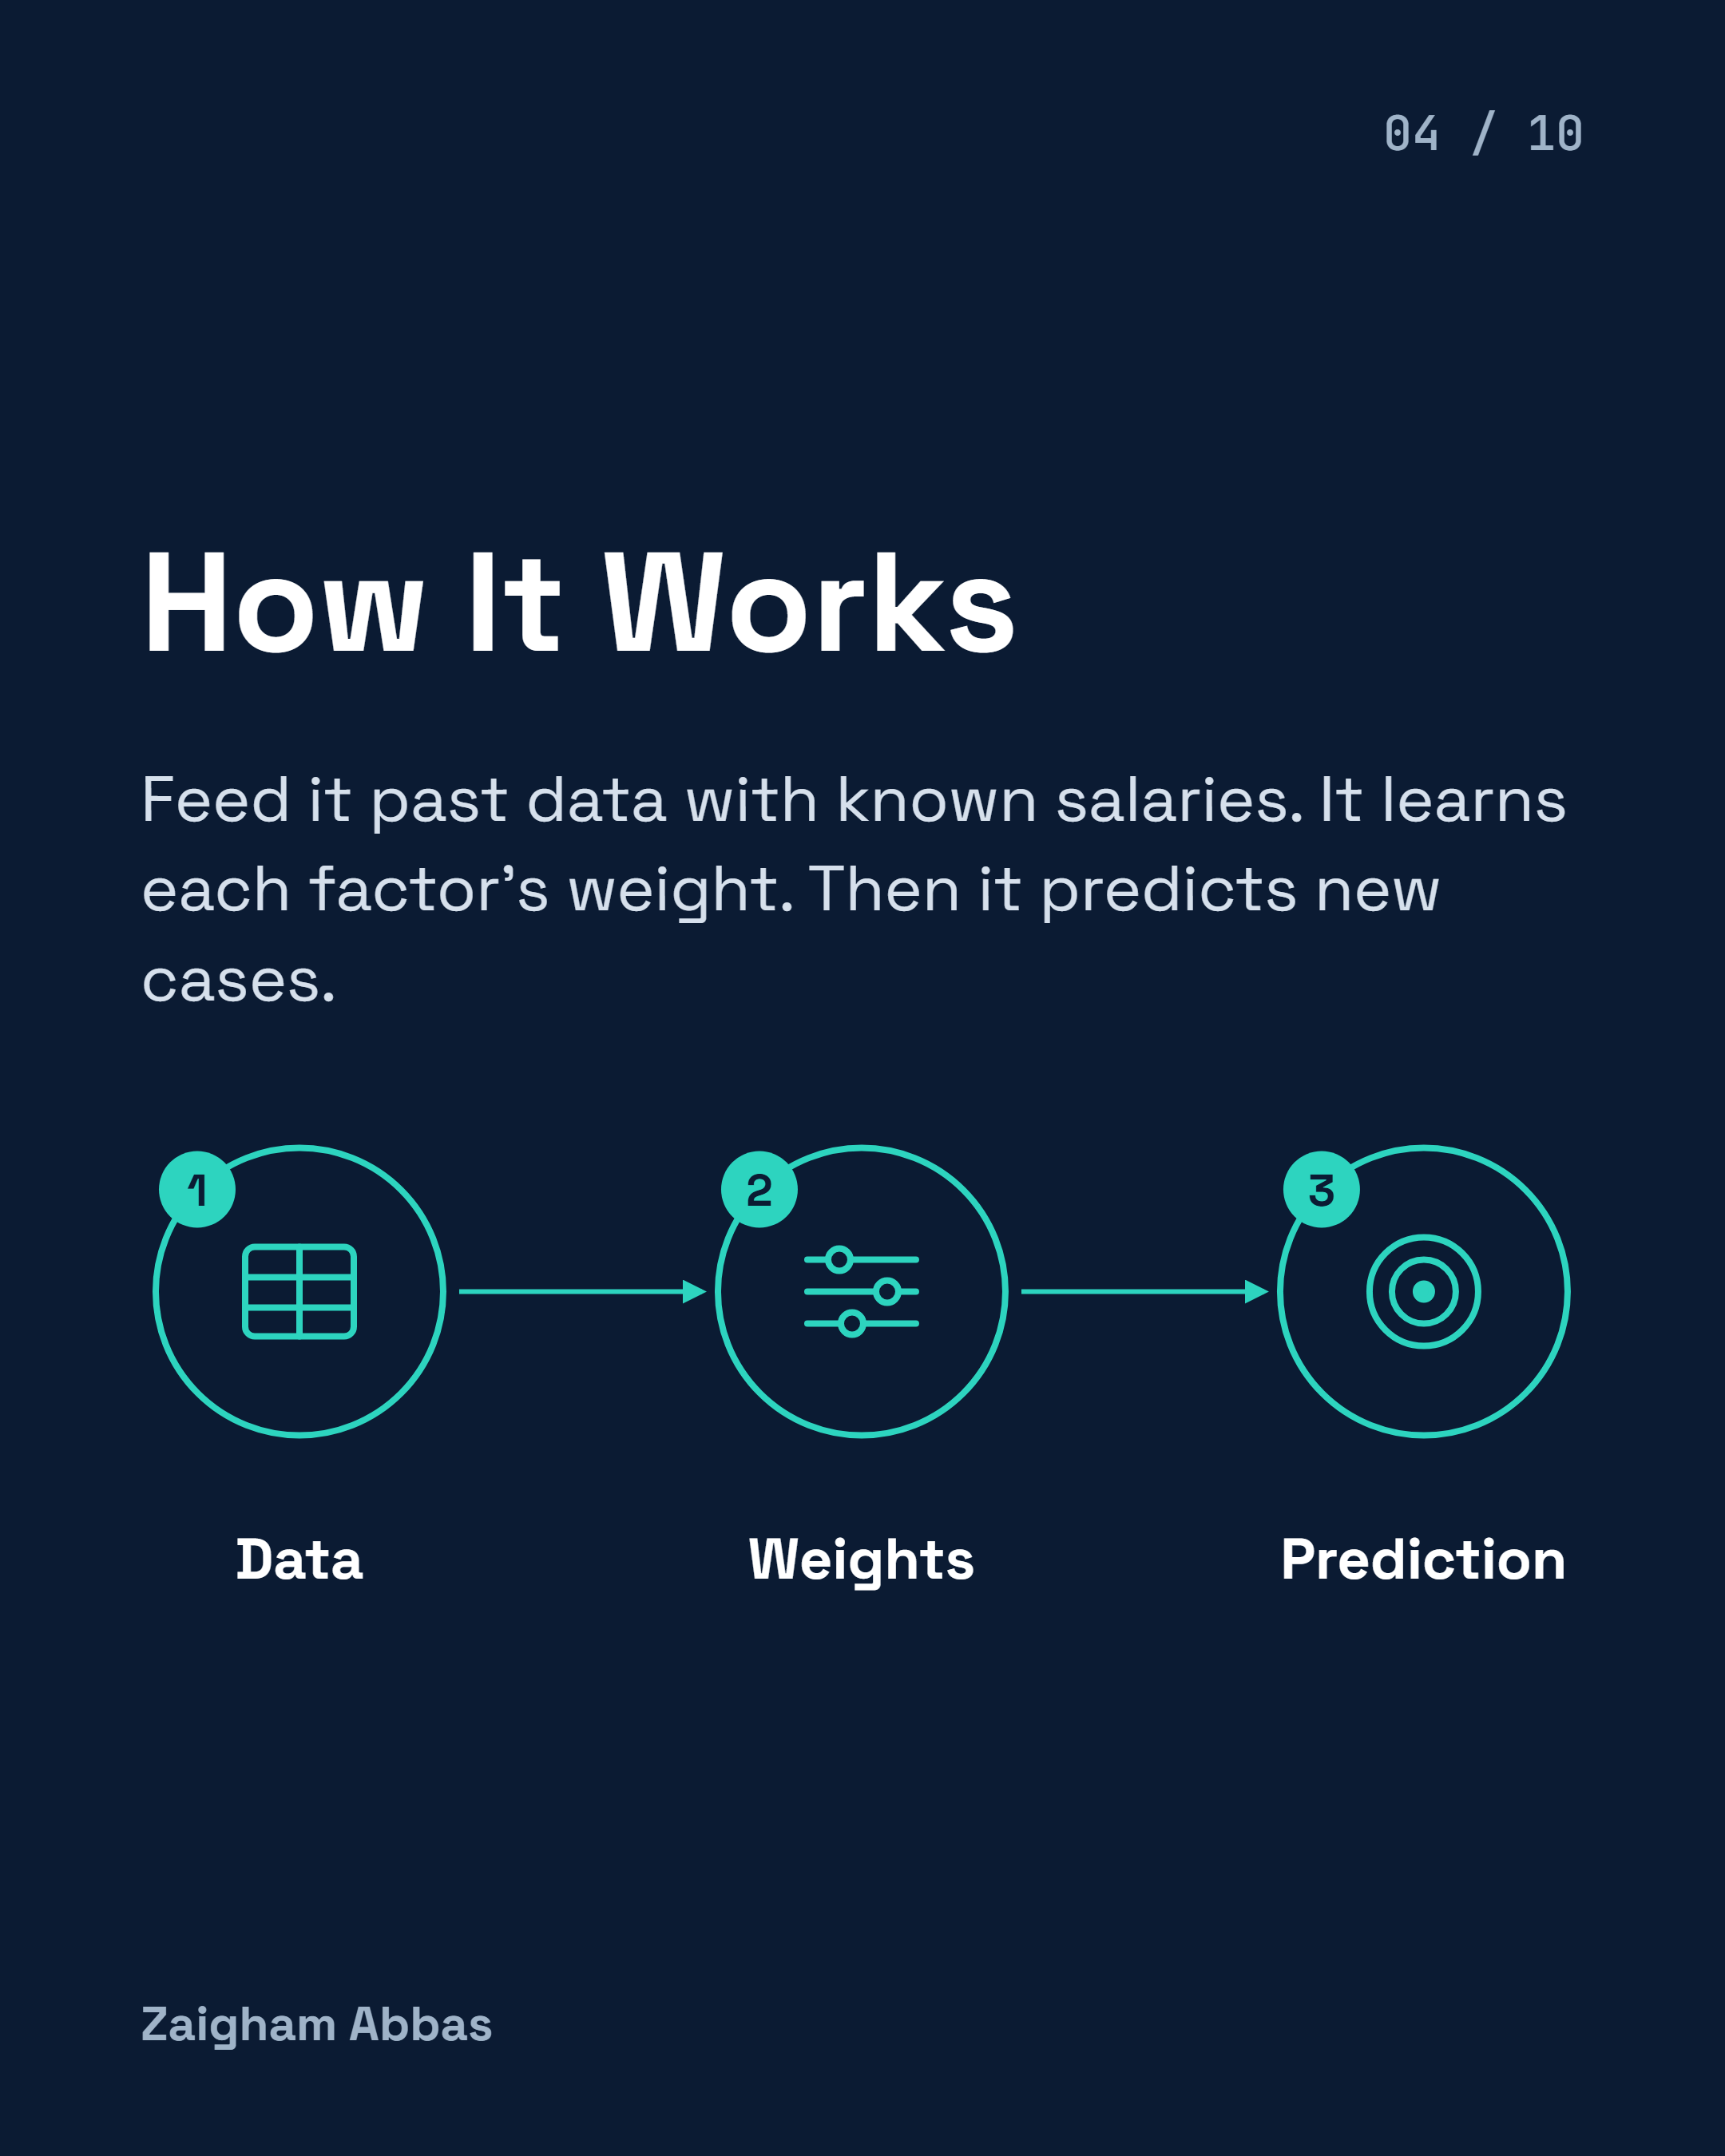 04 / 10
How It Works
Feed it past data with known salaries. It learns
each factor’s weight. Then it predicts new
cases.
1
2
3
Data
Weights
Prediction
Zaigham Abbas